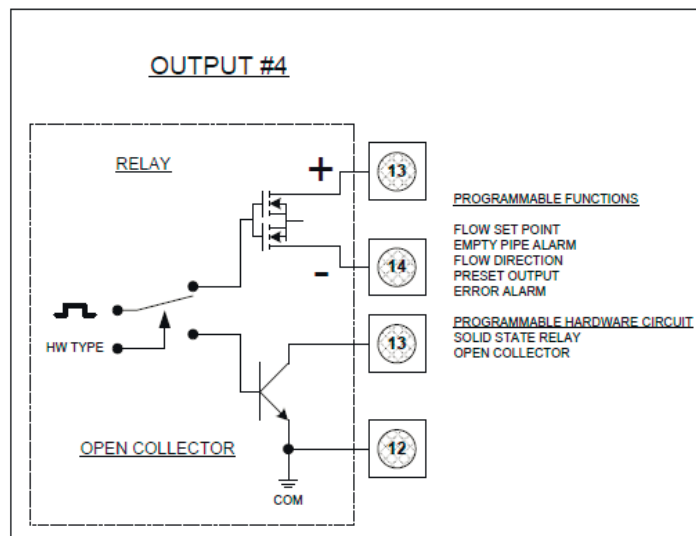 OUTPUT #4
RELAY
+
13
PROGRAMMABLE FUNCTIONS
FLOW SET POINT
EMPTY PIPE ALARM
FLOW DIRECTION
PRESET OUTPUT
ERROR ALARM
-
14
PROGRAMMABLE HARDWARE CIRCUIT
SOLID STATE RELAY
OPEN COLLECTOR
13
HW TYPE
OPEN COLLECTOR
12
COM